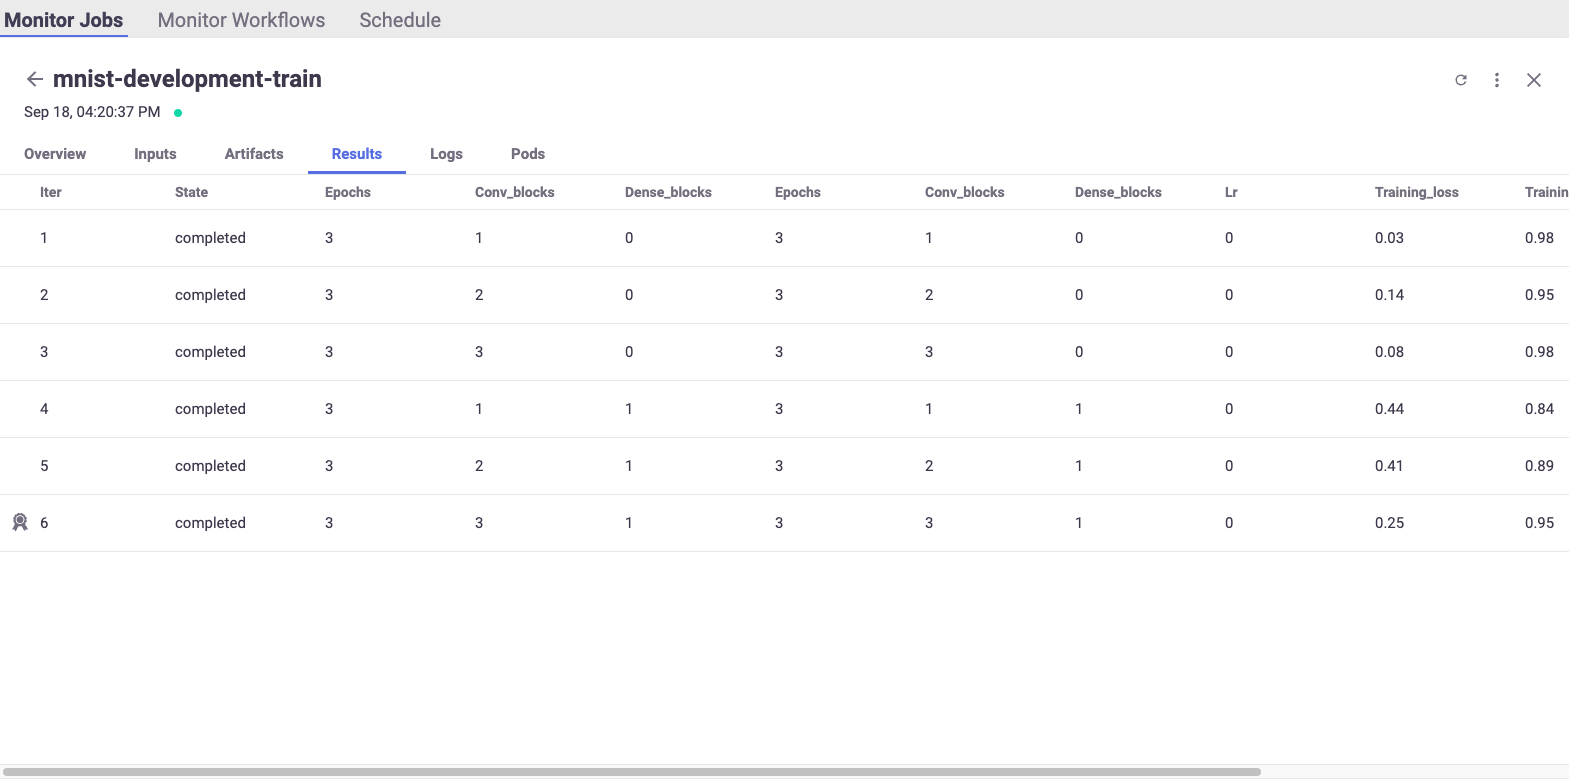 Monitor Jobs Monitor Workflows Schedule
mnist-development-train
Sep 18, 04:20:37 PM
Overview Inputs Artifacts Results Logs Pods
Iter State Epochs Conv_blocks Dense_blocks Epochs Conv_blocks Dense_blocks Lr Training_loss Trainin
1 completed 3 1 0 3 1 0 0 0.03 0.98
2 completed 3 2 0 3 2 0 0 0.14 0.95
3 completed 3 3 0 3 3 0 0 0.08 0.98
4 completed 3 1 1 3 1 1 0 0.44 0.84
5 completed 3 2 1 3 2 1 0 0.41 0.89
6 completed 3 3 1 3 3 1 0 0.25 0.95